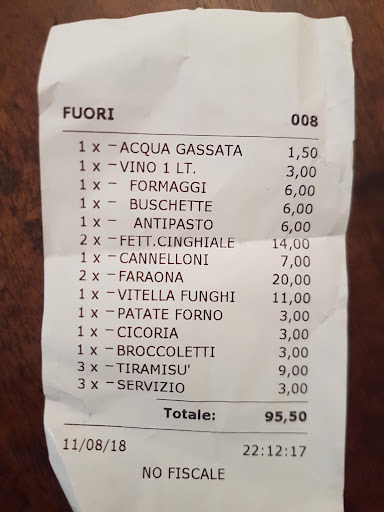 FUORI 008
1 x – ACQUA GASSATA 1,50
1 x – VINO 1 LT. 3,00
1 x – FORMAGGI 6,00
1 x – BUSCHETTE 6,00
1 x – ANTIPASTO 6,00
2 x – FETT.CINGHIALE 14,00
1 x – CANNELLONI 7,00
2 x – FARAONA 20,00
1 x – VITELLA FUNGHI 11,00
1 x – PATATE FORNO 3,00
1 x – CICORIA 3,00
1 x – BROCCOLETTI 3,00
3 x – TIRAMISU' 9,00
3 x – SERVIZIO 3,00
Totale: 95,50
11/08/18 22:12:17
NO FISCALE